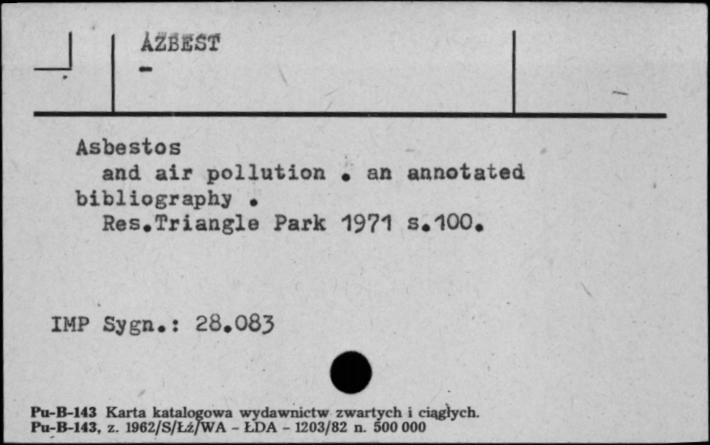 AZBEST
-
Asbestos
and air pollution . an annotated
bibliography .
Res.Triangle Park 1971 s.100.
IMP Sygn.: 28.083
Pu-B-143 Karta katalogowa wydawnictw zwartych i ciągłych.
Pu-B-143, z. 1962/S/Łź/WA - ŁDA - 1203/82 n. 500 000